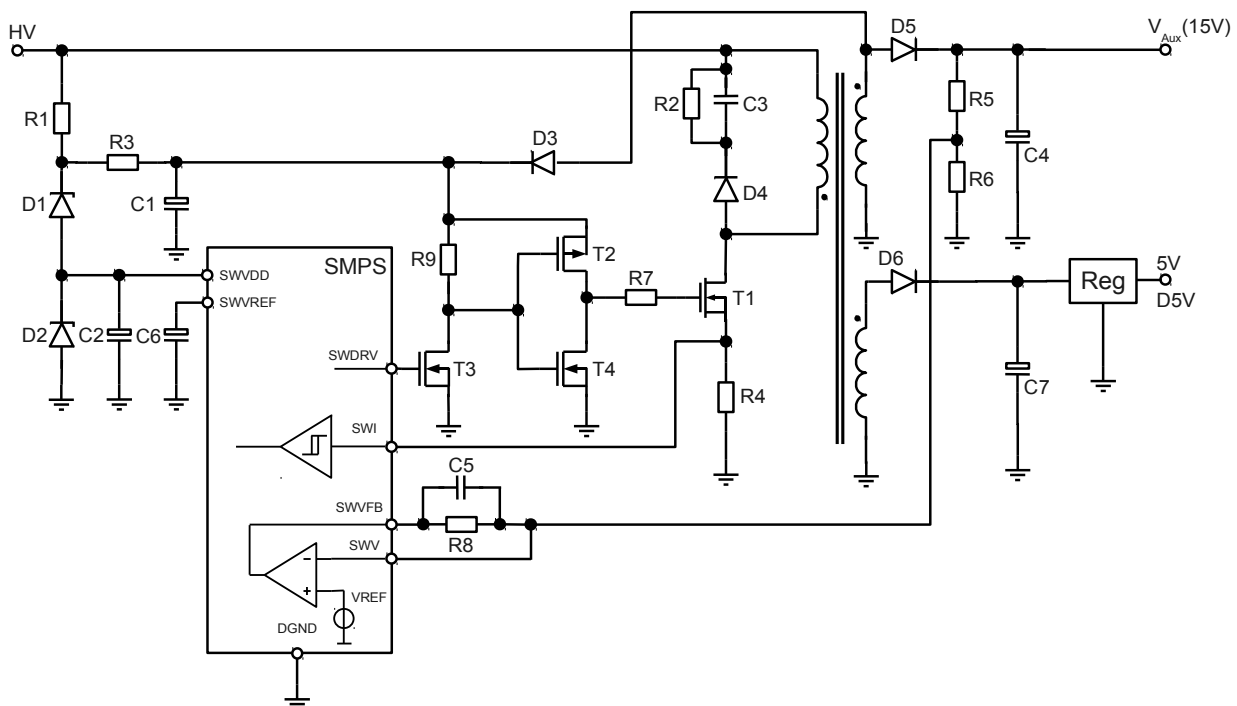 HV
D5
V Aux (15V)
R1
R3
D3
R2
C3
R5
C4
D1
C1
D4
R6
SWVDD
SMPS
R9
T2
R7
D6
5V
SWVREF
T1
Reg
D5V
D2
C2
C6
SWDRV
T3
T4
R4
C7
SWI
C5
SWVFB
R8
SWV
-
+
VREF
DGND